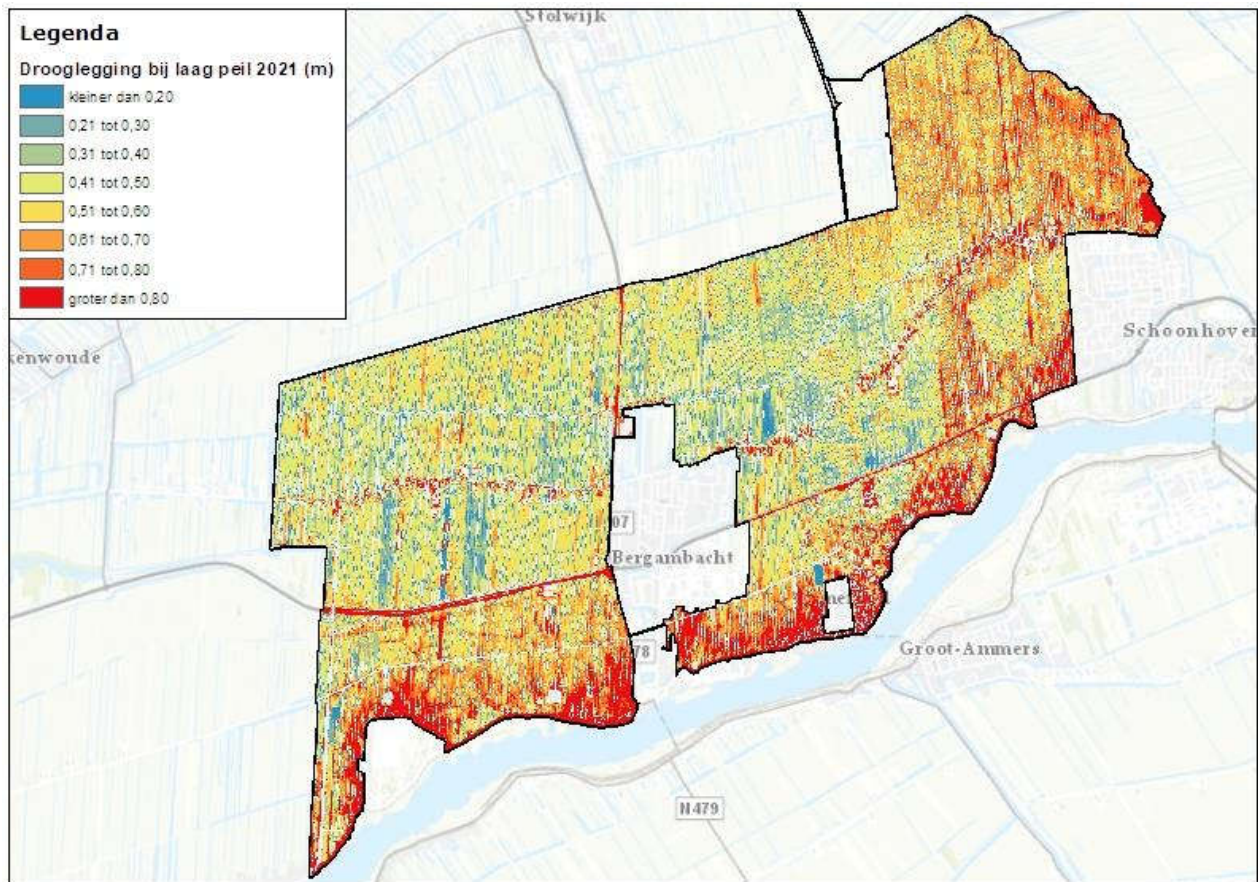 Legenda
Drooglegging bij laag peil 2021 (m)
kleiner dan 0,20
0,21 tot 0,30
0,31 tot 0,40
0,41 tot 0,50
0,51 tot 0,60
0,61 tot 0,70
0,71 tot 0,80
groter dan 0,80
Stolwijk
kenwoude
Schoonhoven
07
Bergambacht
78
Groot-Ammers
N479